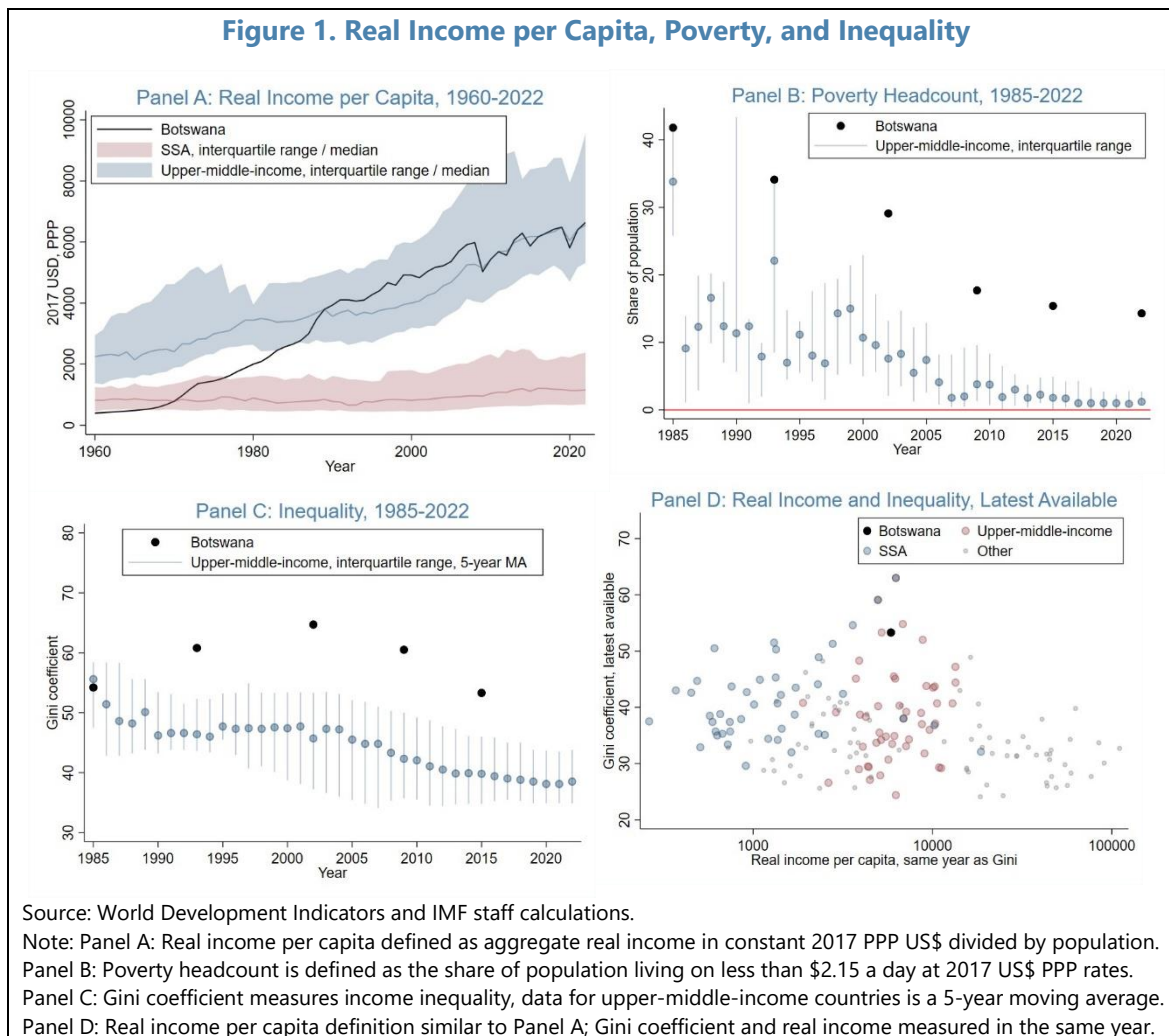 Figure 1. Real Income per Capita, Poverty, and Inequality
Panel A: Real Income per Capita, 1960-2022
Botswana
SSA, interquartile range / median
Upper-middle-income, interquartile range / median
2017 USD, PPP
10000
8000
6000
4000
2000
0
1960
1980
2000
2020
Year
Panel B: Poverty Headcount, 1985-2022
Botswana
Upper-middle-income, interquartile range
Share of population
40
30
20
10
0
1985
1990
1995
2000
2005
2010
2015
2020
Year
Panel C: Inequality, 1985-2022
Botswana
Upper-middle-income, interquartile range, 5-year MA
Gini coefficient
80
70
60
50
40
30
1985
1990
1995
2000
2005
2010
2015
2020
Year
Panel D: Real Income and Inequality, Latest Available
Botswana
Upper-middle-income
SSA
Other
Gini coefficient, latest available
70
60
50
40
30
20
1000
10000
100000
Real income per capita, same year as Gini
Source: World Development Indicators and IMF staff calculations.
Note: Panel A: Real income per capita defined as aggregate real income in constant 2017 PPP US$ divided by population.
Panel B: Poverty headcount is defined as the share of population living on less than $2.15 a day at 2017 US$ PPP rates.
Panel C: Gini coefficient measures income inequality, data for upper-middle-income countries is a 5-year moving average.
Panel D: Real income per capita definition similar to Panel A; Gini coefficient and real income measured in the same year.